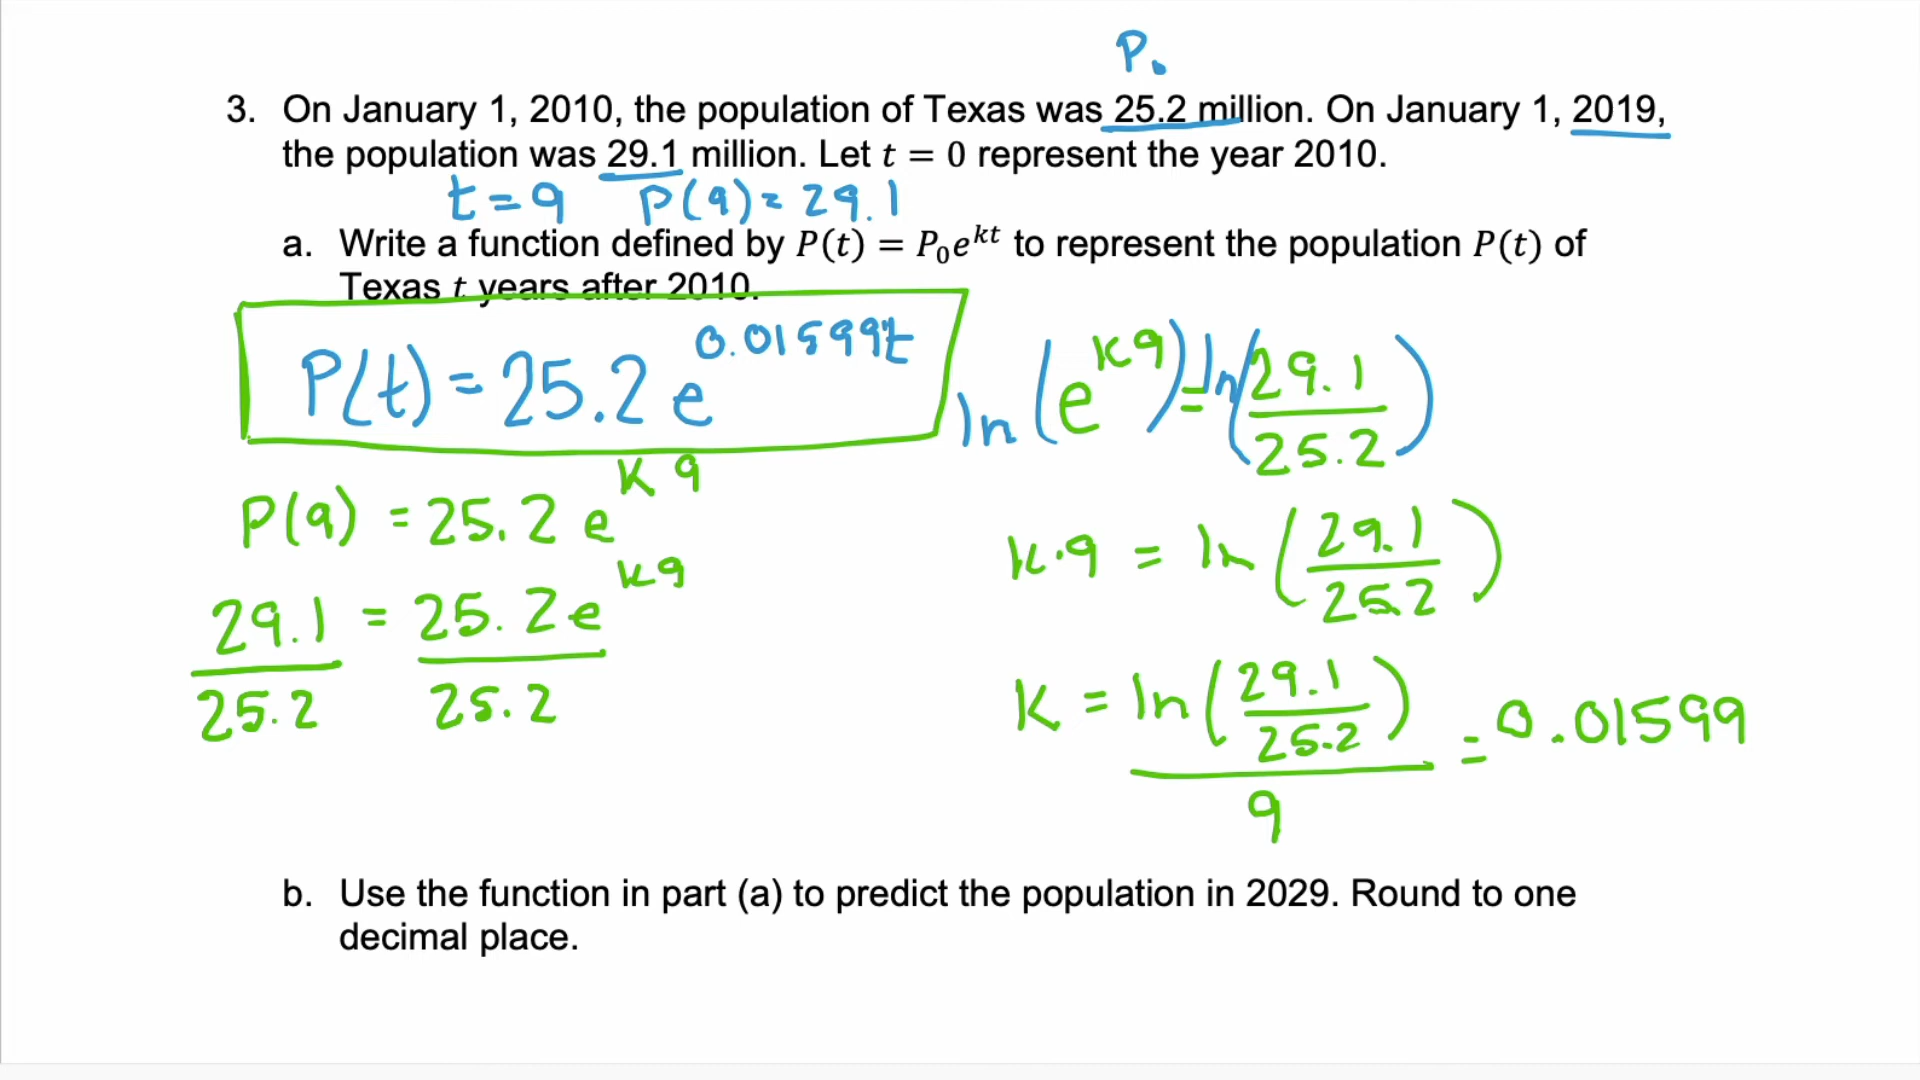 P₀
3. On January 1, 2010, the population of Texas was 25.2 million. On January 1, 2019,
the population was 29.1 million. Let t = 0 represent the year 2010.
t = 9 P(9) = 29.1
a. Write a function defined by P(t) = P₀eᵏᵗ to represent the population P(t) of
Texas t years after 2010.
P(t) = 25.2 e^0.01599t
P(9) = 25.2 e^k9
29.1/25.2 = 25.2e^k9/25.2
ln(e^k9) = ln(29.1/25.2)
k·9 = ln(29.1/25.2)
k = ln(29.1/25.2)/9 = 0.01599
b. Use the function in part (a) to predict the population in 2029. Round to one
decimal place.